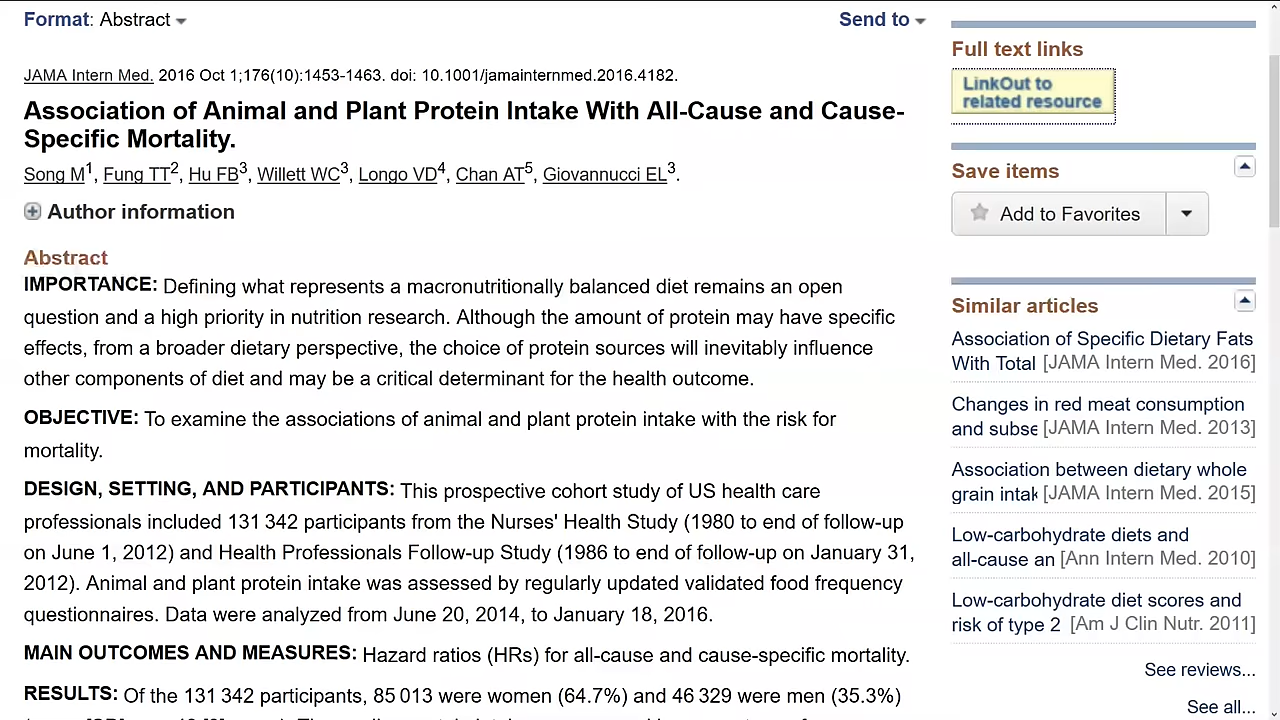 Format: Abstract
Send to
JAMA Intern Med. 2016 Oct 1;176(10):1453-1463. doi: 10.1001/jamainternmed.2016.4182.
Association of Animal and Plant Protein Intake With All-Cause and Cause-
Specific Mortality.
Song M1, Fung TT2, Hu FB3, Willett WC3, Longo VD4, Chan AT5, Giovannucci EL3.
Author information
Abstract
IMPORTANCE: Defining what represents a macronutritionally balanced diet remains an open
question and a high priority in nutrition research. Although the amount of protein may have specific
effects, from a broader dietary perspective, the choice of protein sources will inevitably influence
other components of diet and may be a critical determinant for the health outcome.
OBJECTIVE: To examine the associations of animal and plant protein intake with the risk for
mortality.
DESIGN, SETTING, AND PARTICIPANTS: This prospective cohort study of US health care
professionals included 131 342 participants from the Nurses' Health Study (1980 to end of follow-up
on June 1, 2012) and Health Professionals Follow-up Study (1986 to end of follow-up on January 31,
2012). Animal and plant protein intake was assessed by regularly updated validated food frequency
questionnaires. Data were analyzed from June 20, 2014, to January 18, 2016.
MAIN OUTCOMES AND MEASURES: Hazard ratios (HRs) for all-cause and cause-specific mortality.
RESULTS: Of the 131 342 participants, 85 013 were women (64.7%) and 46 329 were men (35.3%)
Full text links
LinkOut to
related resource
Save items
Add to Favorites
Similar articles
Association of Specific Dietary Fats
With Total [JAMA Intern Med. 2016]
Changes in red meat consumption
and subse [JAMA Intern Med. 2013]
Association between dietary whole
grain intak [JAMA Intern Med. 2015]
Low-carbohydrate diets and
all-cause an [Ann Intern Med. 2010]
Low-carbohydrate diet scores and
risk of type 2 [Am J Clin Nutr. 2011]
See reviews...
See all...